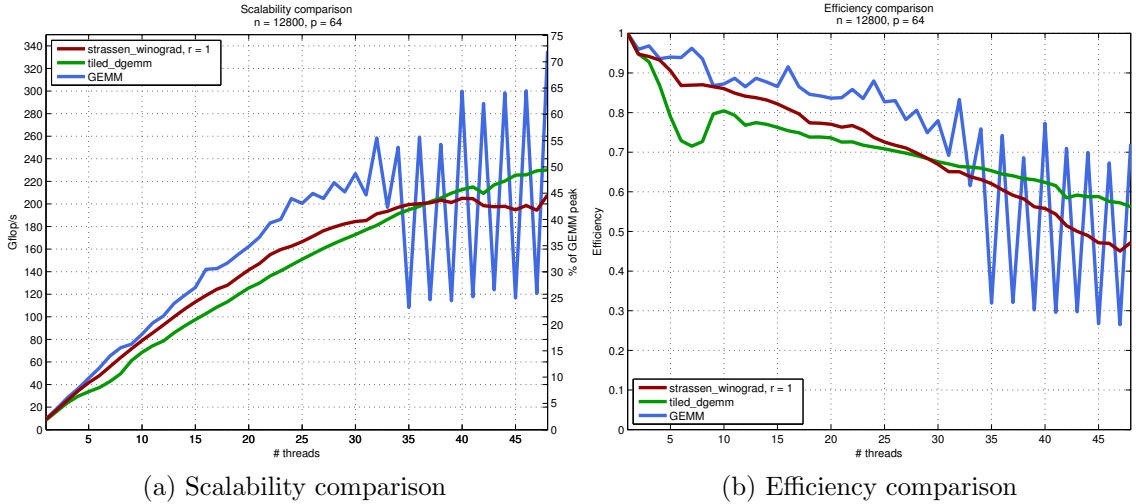 Scalability comparison
n = 12800, p = 64
340
320
300
280
260
240
220
200
180
160
140
120
100
80
60
40
20
0
Gflop/s
75
70
65
60
55
50
45
40
35
30
25
20
15
10
5
0
% of GEMM peak
strassen_winograd, r = 1
tiled_dgemm
GEMM
5 10 15 20 25 30 35 40 45
# threads
(a) Scalability comparison
Efficiency comparison
n = 12800, p = 64
1
0.9
0.8
0.7
0.6
0.5
0.4
0.3
0.2
0.1
0
Efficiency
strassen_winograd, r = 1
tiled_dgemm
GEMM
5 10 15 20 25 30 35 40 45
# threads
(b) Efficiency comparison